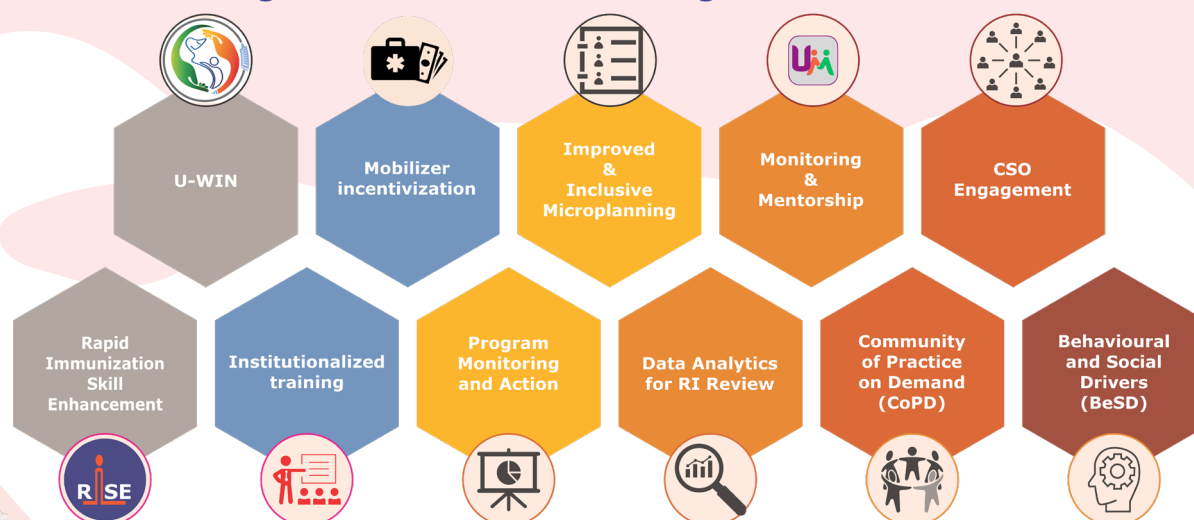 U-WIN
Mobilizer
incentivization
Improved
&
Inclusive
Microplanning
UM
Monitoring
&
Mentorship
CSO
Engagement
Rapid
Immunization
Skill
Enhancement
RISE
Institutionalized
training
Program
Monitoring
and Action
Data Analytics
for RI Review
Community
of Practice
on Demand
(CoPD)
Behavioural
and Social
Drivers
(BeSD)